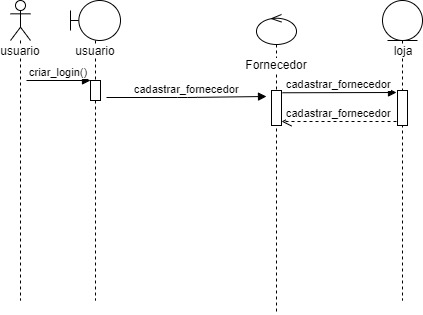 usuario
usuario
Fornecedor
loja
criar_login()
cadastrar_fornecedor
cadastrar_fornecedor
cadastrar_fornecedor